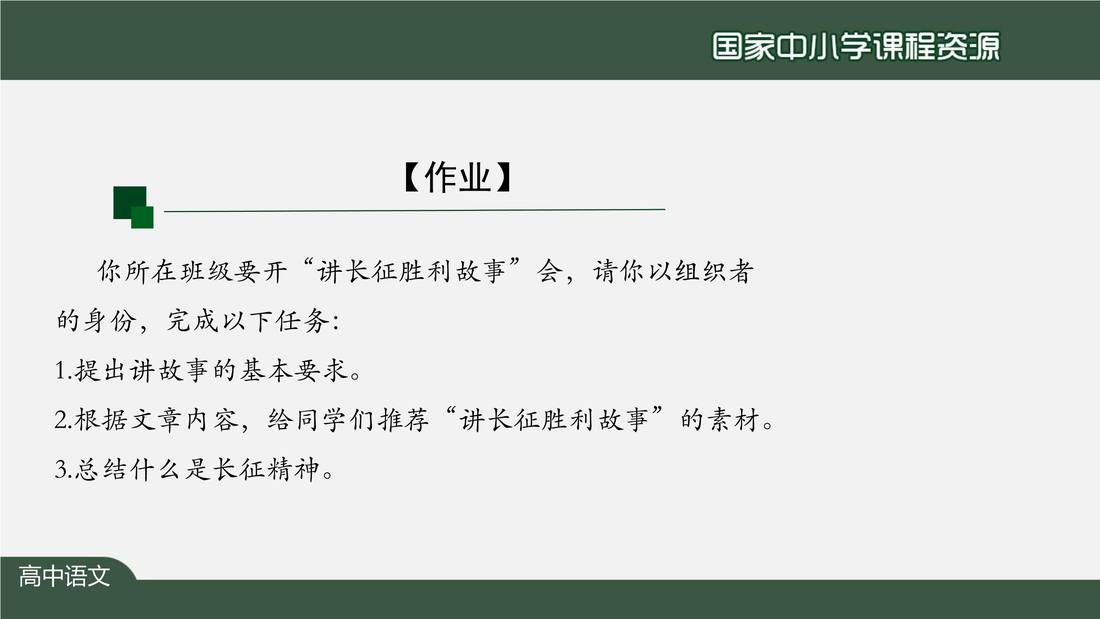 国家中小学课程资源
【作业】
你所在班级要开“讲长征胜利故事”会，请你以组织者
的身份，完成以下任务：
1.提出讲故事的基本要求。
2.根据文章内容，给同学们推荐“讲长征胜利故事”的素材。
3.总结什么是长征精神。
高中语文